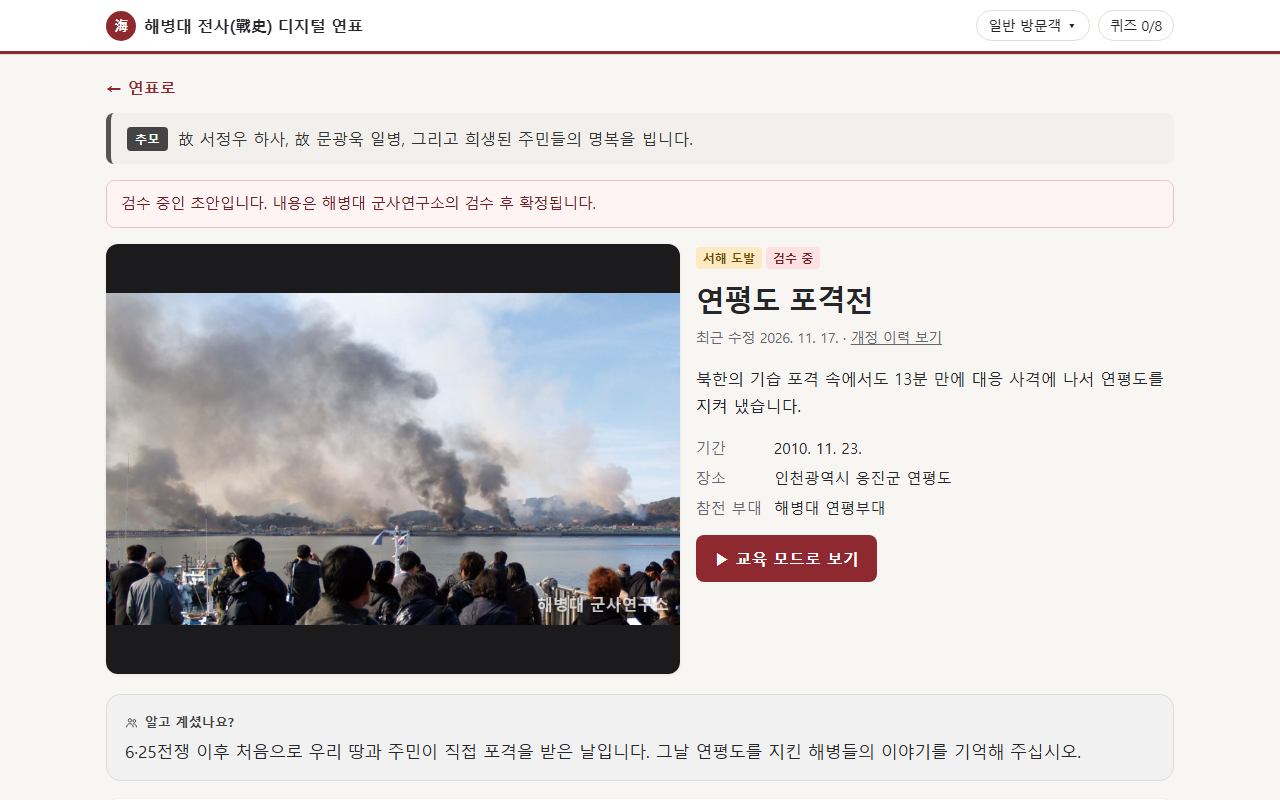 海 해병대 전사(戰史) 디지털 연표
일반 방문객 ▾
퀴즈 0/8
← 연표로
추모 故 서정우 하사, 故 문광욱 일병, 그리고 희생된 주민들의 명복을 빕니다.
검수 중인 초안입니다. 내용은 해병대 군사연구소의 검수 후 확정됩니다.
해병대 군사연구소
서해 도발 검수 중
연평도 포격전
최근 수정 2026. 11. 17. · 개정 이력 보기
북한의 기습 포격 속에서도 13분 만에 대응 사격에 나서 연평도를
지켜 냈습니다.
기간 2010. 11. 23.
장소 인천광역시 옹진군 연평도
참전 부대 해병대 연평부대
▶ 교육 모드로 보기
알고 계셨나요?
6·25전쟁 이후 처음으로 우리 땅과 주민이 직접 포격을 받은 날입니다. 그날 연평도를 지킨 해병들의 이야기를 기억해 주십시오.